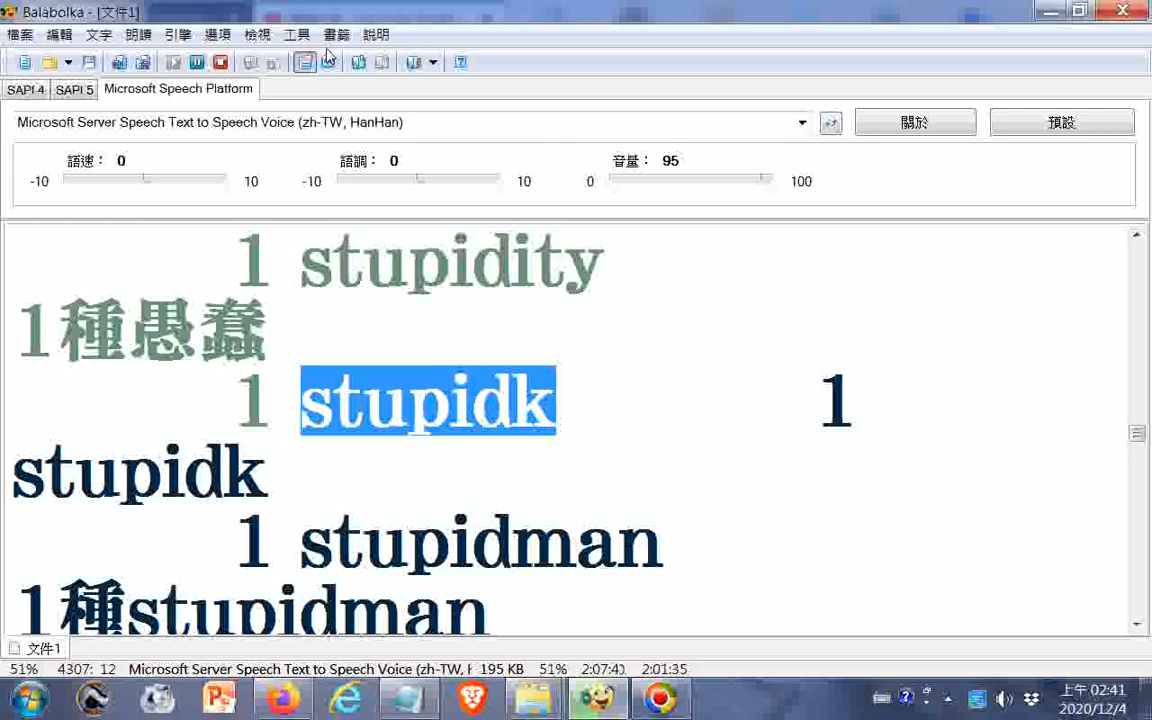 Balabolka - [文件1]
檔案 編輯 文字 朗讀 引擎 選項 檢視 工具 書籤 說明
SAPI 4 SAPI 5 Microsoft Speech Platform
Microsoft Server Speech Text to Speech Voice (zh-TW, HanHan) 關於 預設
語速： 0 語調： 0 音量： 95
-10 10 -10 10 0 100
1 stupidity
1種愚蠢
1 stupidk 1
stupidk
1 stupidman
1種stupidman
文件1
51% 4307: 12 Microsoft Server Speech Text to Speech Voice (zh-TW, 195 KB 51% 2:07:43 2:01:35
上午 02:41
2020/12/4